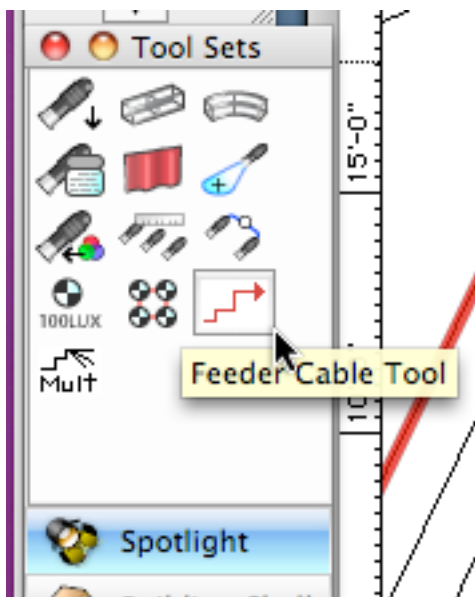 Tool Sets
15'-0"
100LUX
Feeder Cable Tool
Mult
Spotlight